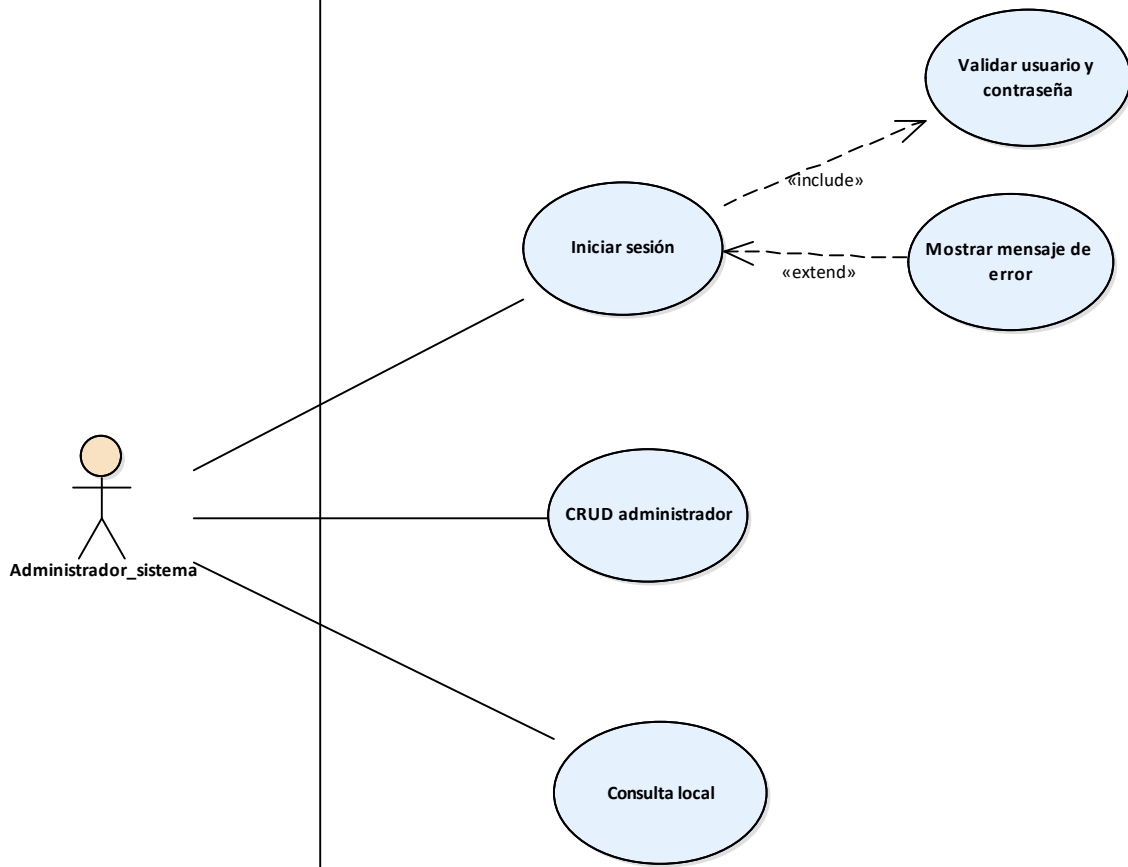 Validar usuario y
contraseña
«include»
Iniciar sesión
Mostrar mensaje de
error
«extend»
CRUD administrador
Administrador_sistema
Consulta local